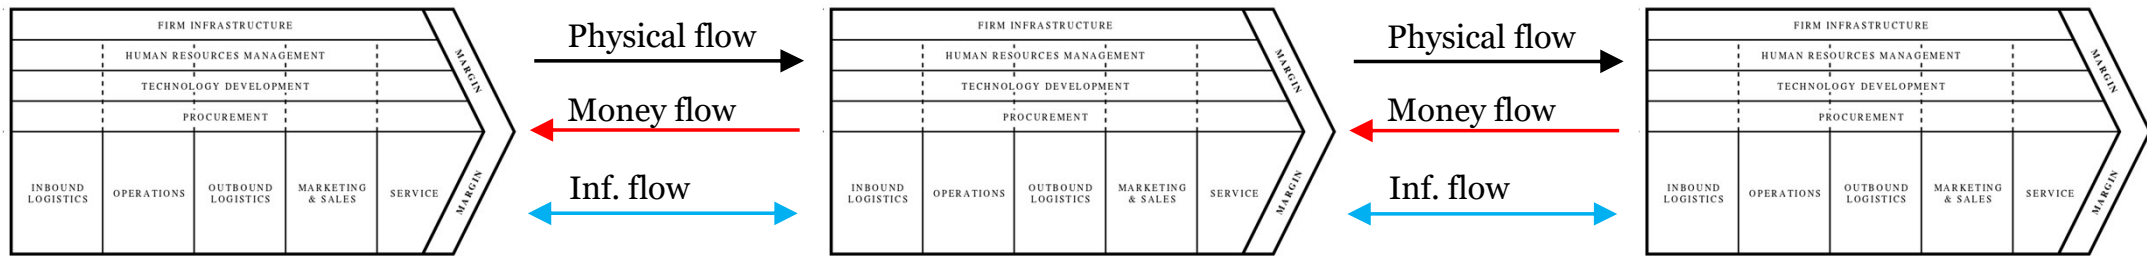 FIRM INFRASTRUCTURE
HUMAN RESOURCES MANAGEMENT
TECHNOLOGY DEVELOPMENT
PROCUREMENT
INBOUND
LOGISTICS
OPERATIONS
OUTBOUND
LOGISTICS
MARKETING
& SALES
SERVICE
MARGIN
MARGIN
Physical flow
Money flow
Inf. flow
FIRM INFRASTRUCTURE
HUMAN RESOURCES MANAGEMENT
TECHNOLOGY DEVELOPMENT
PROCUREMENT
INBOUND
LOGISTICS
OPERATIONS
OUTBOUND
LOGISTICS
MARKETING
& SALES
SERVICE
MARGIN
MARGIN
Physical flow
Money flow
Inf. flow
FIRM INFRASTRUCTURE
HUMAN RESOURCES MANAGEMENT
TECHNOLOGY DEVELOPMENT
PROCUREMENT
INBOUND
LOGISTICS
OPERATIONS
OUTBOUND
LOGISTICS
MARKETING
& SALES
SERVICE
MARGIN
MARGIN